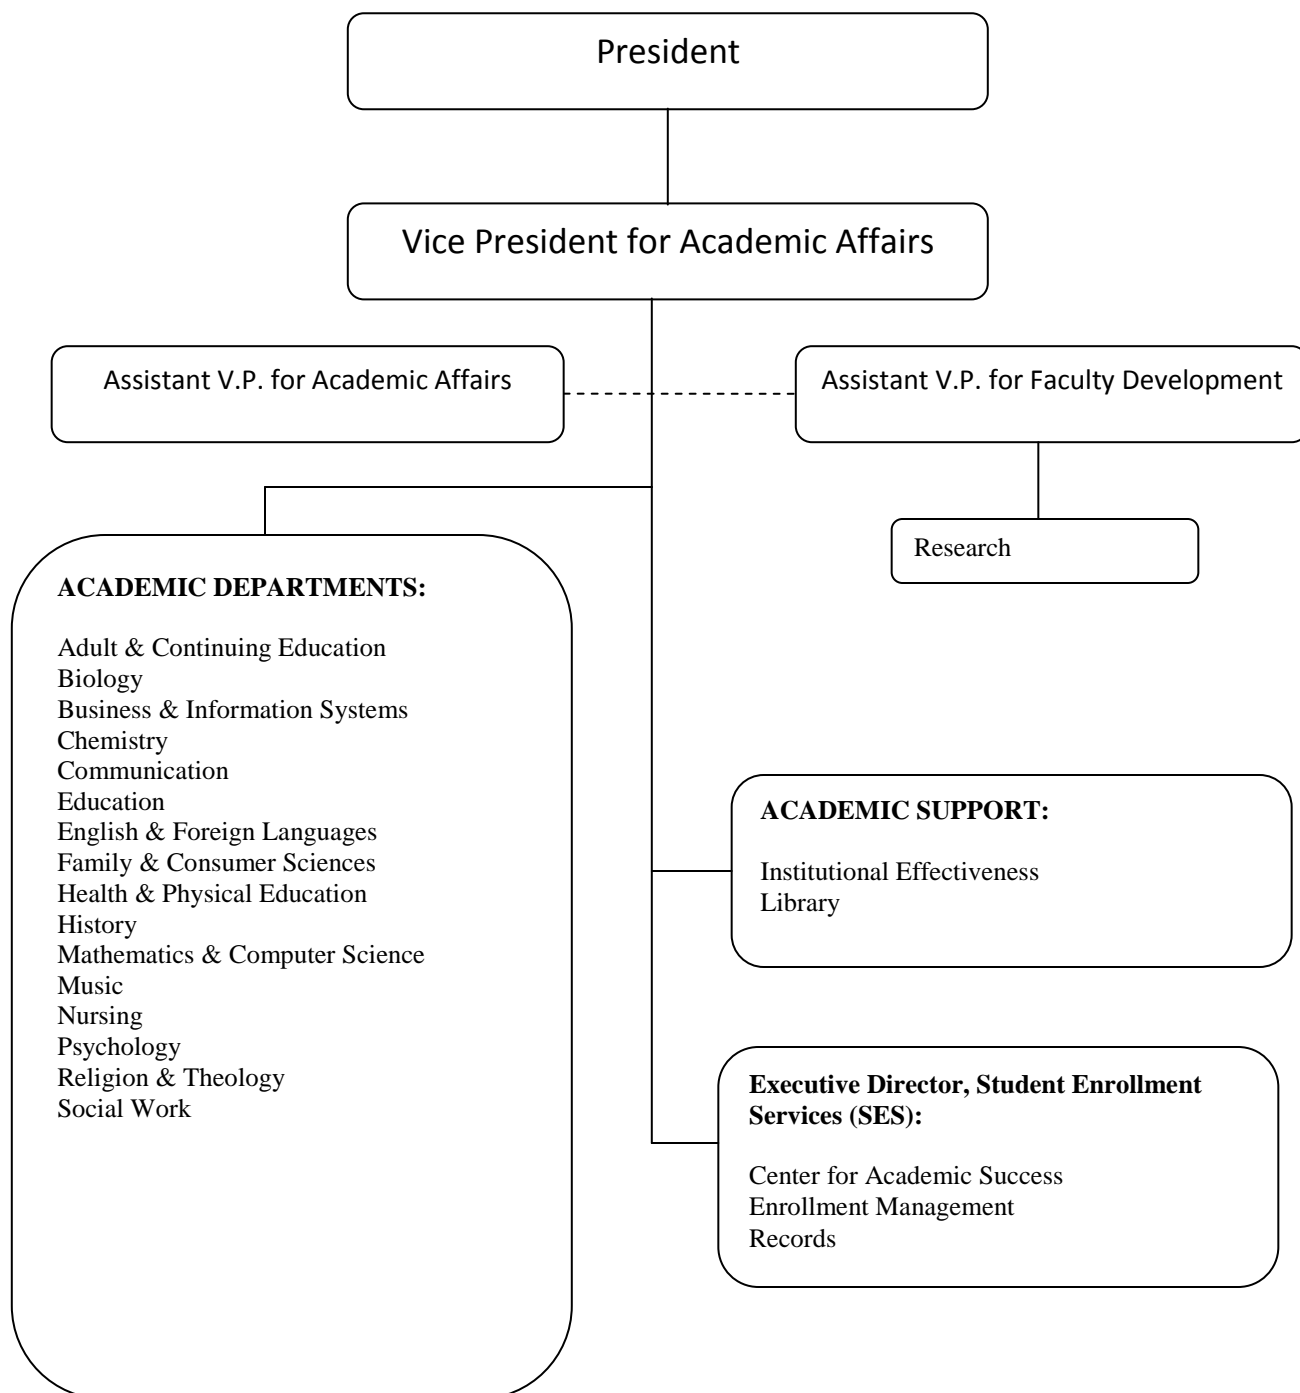 President
Vice President for Academic Affairs
Assistant V.P. for Academic Affairs
Assistant V.P. for Faculty Development
Research
ACADEMIC DEPARTMENTS:
Adult & Continuing Education
Biology
Business & Information Systems
Chemistry
Communication
Education
English & Foreign Languages
Family & Consumer Sciences
Health & Physical Education
History
Mathematics & Computer Science
Music
Nursing
Psychology
Religion & Theology
Social Work
ACADEMIC SUPPORT:
Institutional Effectiveness
Library
Executive Director, Student Enrollment
Services (SES):
Center for Academic Success
Enrollment Management
Records